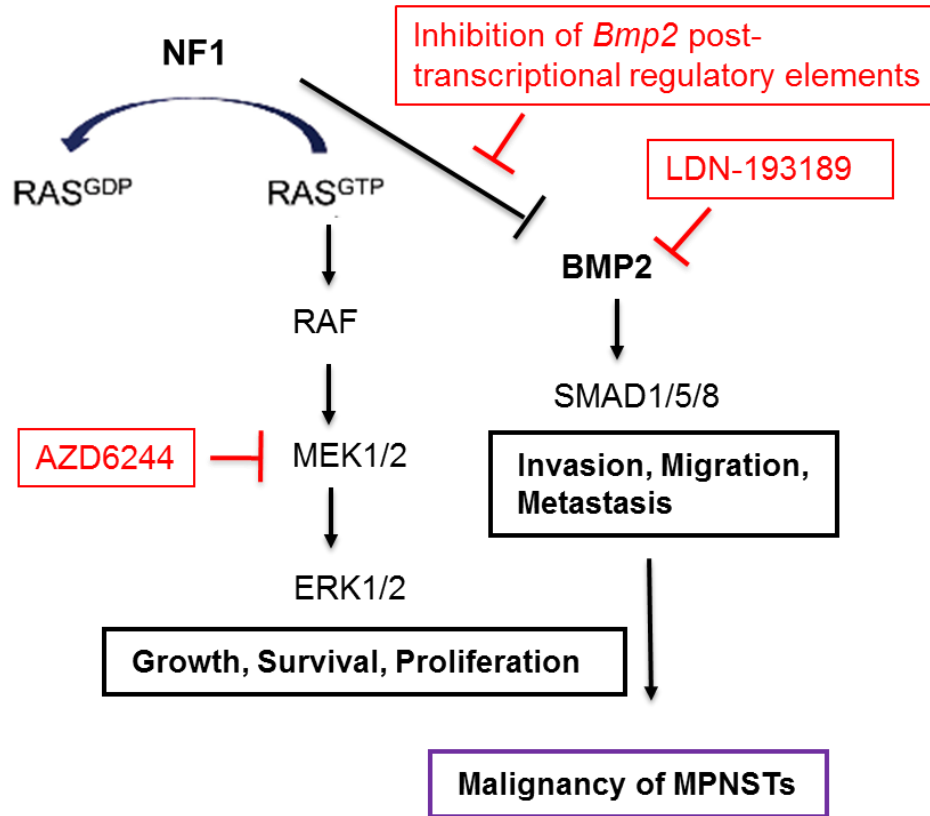 Inhibition of Bmp2 post-
transcriptional regulatory elements
NF1
RASGDP
RASGTP
LDN-193189
BMP2
RAF
SMAD1/5/8
AZD6244
MEK1/2
Invasion, Migration,
Metastasis
ERK1/2
Growth, Survival, Proliferation
Malignancy of MPNSTs